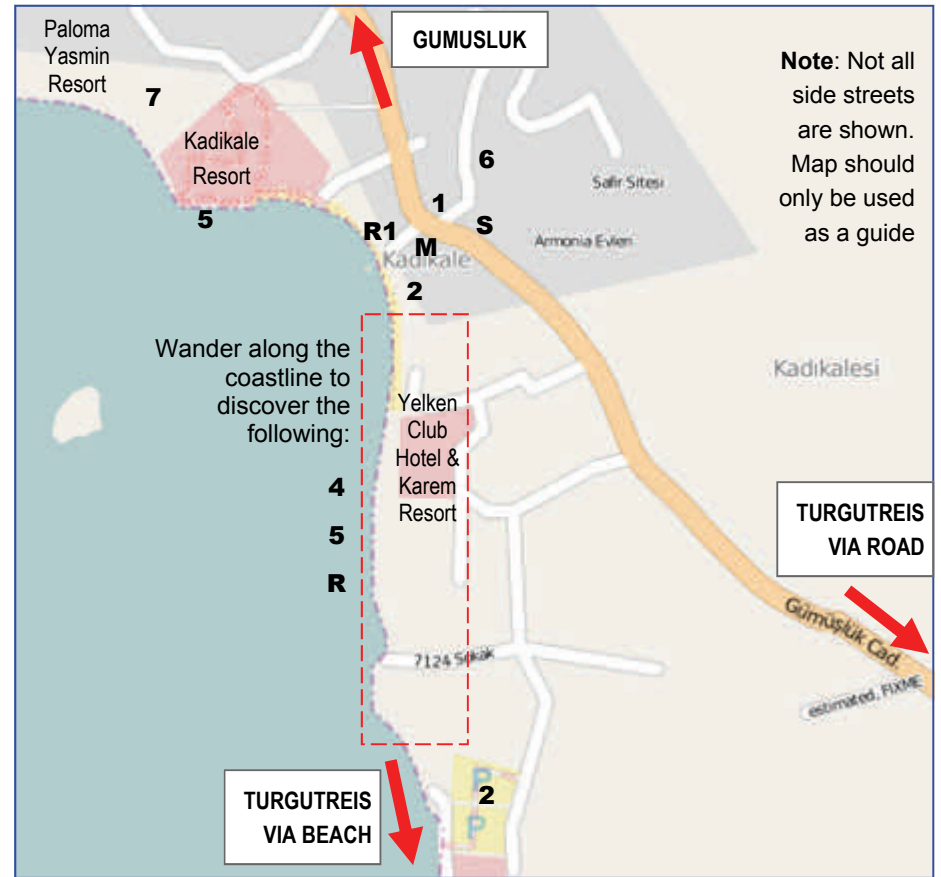 Paloma
Yasmin
Resort
7
GUMUSLUK
Note: Not all
side streets
are shown.
Map should
only be used
as a guide
Kadikale
Resort
5
6
Safir Sitesi
1
S
R1
M
Armonia Evleri
Kadikale
2
Wander along the
coastline to
discover the
following:
4
5
R
Yelken
Club
Hotel &
Karem
Resort
Kadıkalesi
TURGUTREIS
VIA ROAD
Gümüşlük Cad.
estimated, FIXME
7124 Sokak
TURGUTREIS
VIA BEACH
P
2
P